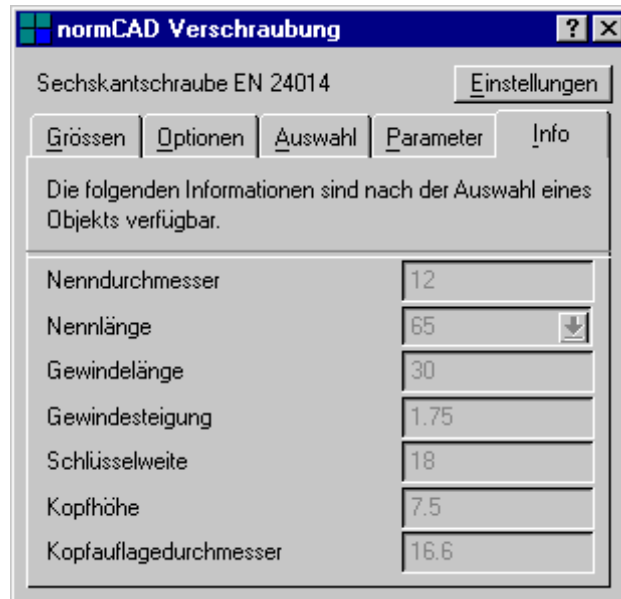 normCAD Verschraubung
Sechskantschraube EN 24014 Einstellungen
Grössen Optionen Auswahl Parameter Info
Die folgenden Informationen sind nach der Auswahl eines
Objekts verfügbar.
Nenndurchmesser 12
Nennlänge 65
Gewindelänge 30
Gewindesteigung 1.75
Schlüsselweite 18
Kopfhöhe 7.5
Kopfauflagedurchmesser 16.6